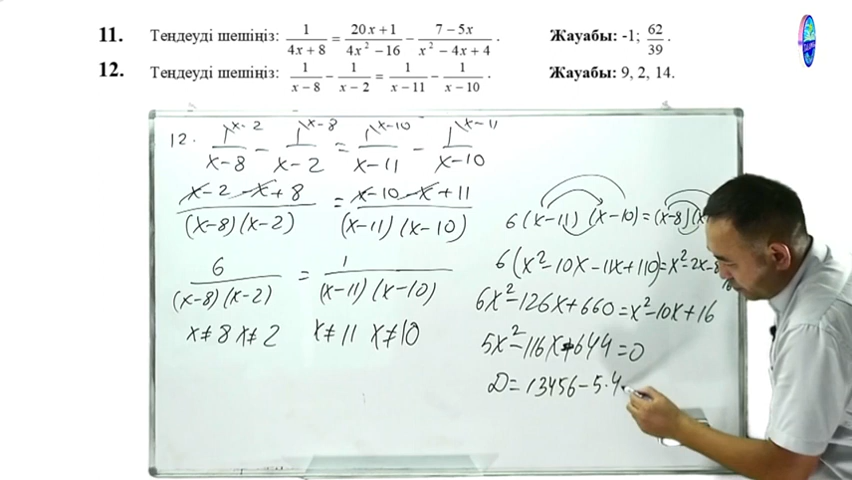 11. Теңдеуді шешіңіз: 1/(4x+8) = (20x+1)/(4x²−16) − (7−5x)/(x²−4x+4). Жауабы: -1; 62/39.
12. Теңдеуді шешіңіз: 1/(x−8) − 1/(x−2) = 1/(x−11) − 1/(x−10). Жауабы: 9, 2, 14.
12. 1^x−2/(x−8) − 1^x−8/(x−2) = 1^x−10/(x−11) − 1^x−11/(x−10)
(x−2−x+8)/((x−8)(x−2)) = (x−10−x+11)/((x−11)(x−10))
6/((x−8)(x−2)) = 1/((x−11)(x−10))
x≠8 x≠2 x≠11 x≠10
6(x−11)(x−10)=(x−8)(x
6(x²−10x−11x+110)=x²−2x−8
6x²−126x+660=x²−10x+16
5x²−116x+644=0
D=13456−5·4